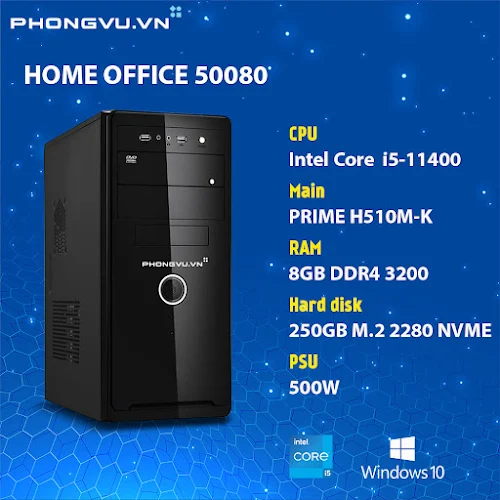 PHONGVU.VN
HOME OFFICE 50080
CPU
Intel Core i5-11400
Main
PRIME H510M-K
RAM
8GB DDR4 3200
Hard disk
250GB M.2 2280 NVME
PSU
500W
PHONGVU.VN
intel
CORE
i5
Windows 10